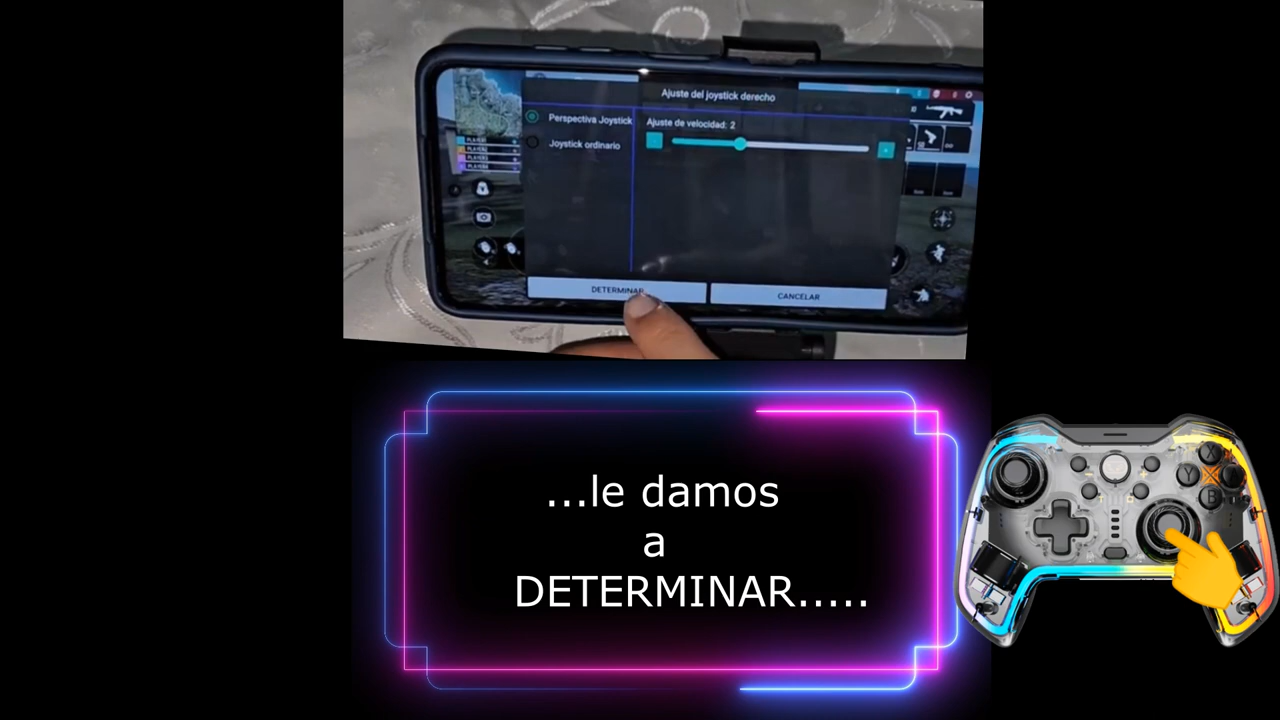 Ajuste del joystick derecho
Perspectiva Joystick
Ajuste de velocidad: 2
Joystick ordinario
DETERMINAR
CANCELAR
...le damos
a
DETERMINAR.....
X
Y
B